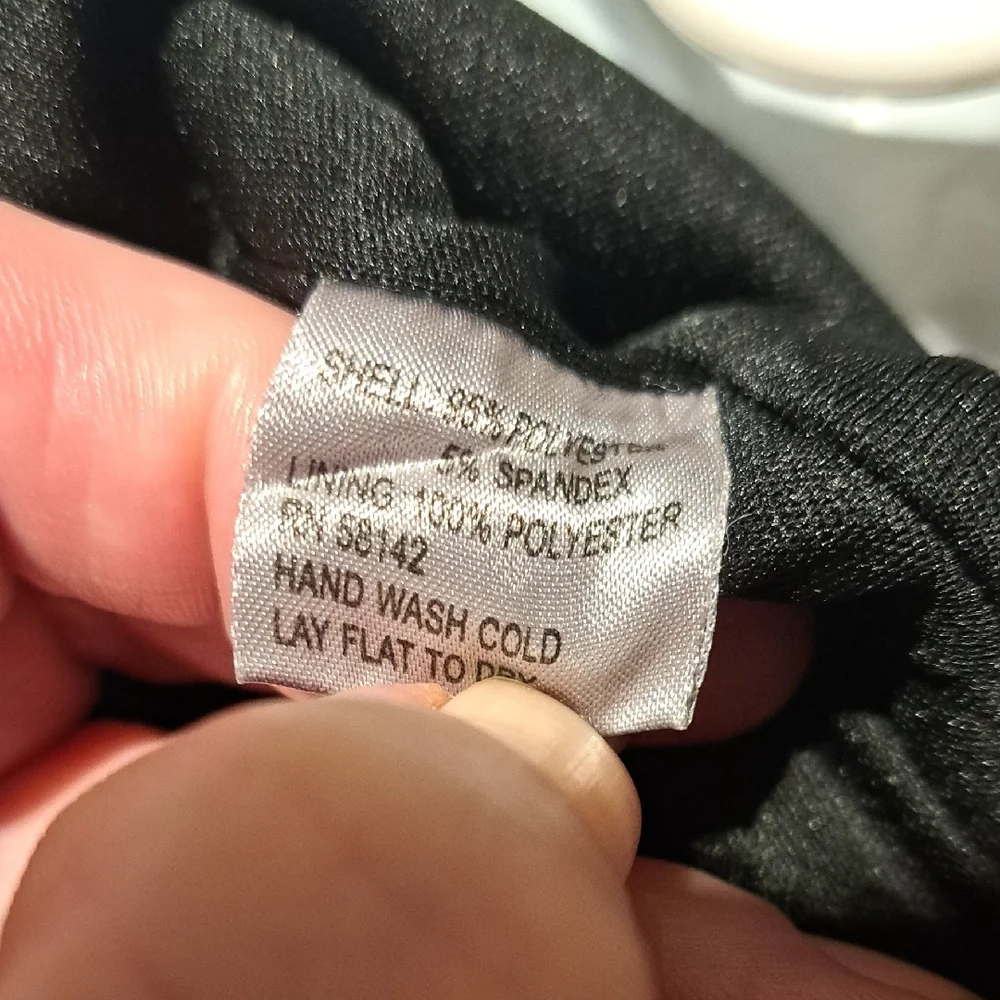 SHELL: 95% POLYESTER
5% SPANDEX
LINING: 100% POLYESTER
RN 58142
HAND WASH COLD
LAY FLAT TO DRY